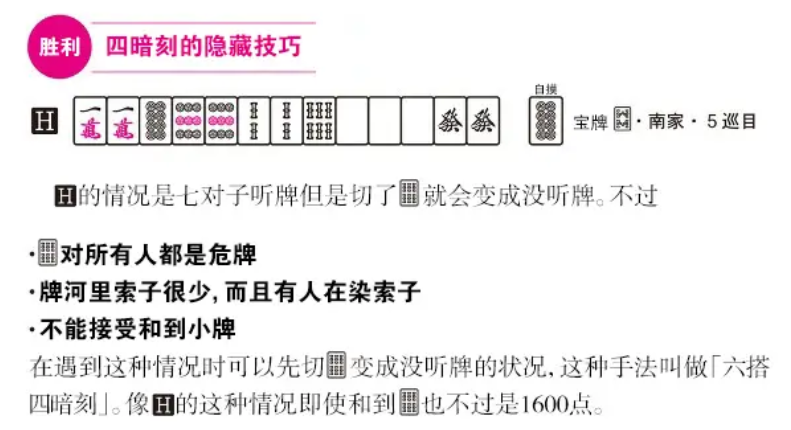 胜利 四暗刻的隐藏技巧
自摸
H 一萬 一萬 發 發 宝牌 · 南家 · 5 巡目
H的情况是七对子听牌但是切了就会变成没听牌。不过
·对所有人都是危牌
·牌河里索子很少,而且有人在染索子
·不能接受和到小牌
在遇到这种情况时可以先切变成没听牌的状况,这种手法叫做「六搭
四暗刻」。像H的这种情况即使和到也不过是1600点。